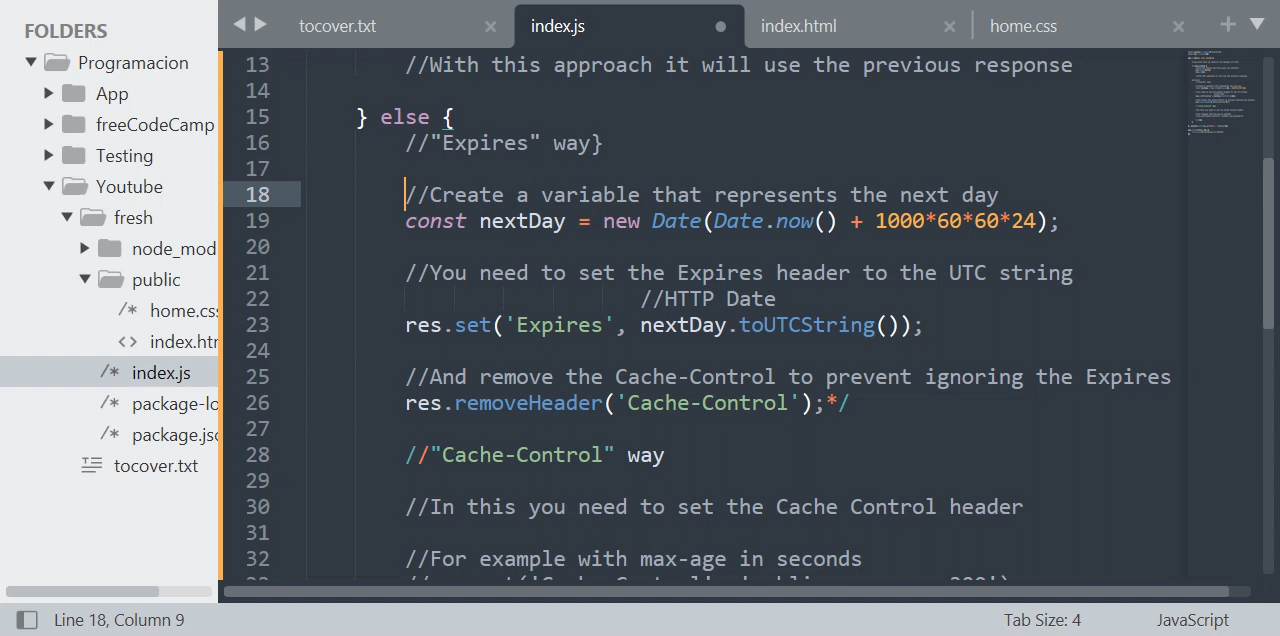 FOLDERS
Programacion
App
freeCodeCamp
Testing
Youtube
fresh
node_mod
public
/* home.cs
<> index.htm
/* index.js
/* package-lo
/* package.jso
tocover.txt
tocover.txt
index.js
index.html
home.css
13 //With this approach it will use the previous response
14
15 } else {
16 //"Expires" way}
17
18 //Create a variable that represents the next day
19 const nextDay = new Date(Date.now() + 1000*60*60*24);
20
21 //You need to set the Expires header to the UTC string
22 //HTTP Date
23 res.set('Expires', nextDay.toUTCString());
24
25 //And remove the Cache-Control to prevent ignoring the Expires
26 res.removeHeader('Cache-Control');*/
27
28 //"Cache-Control" way
29
30 //In this you need to set the Cache Control header
31
32 //For example with max-age in seconds
Line 18, Column 9
Tab Size: 4
JavaScript